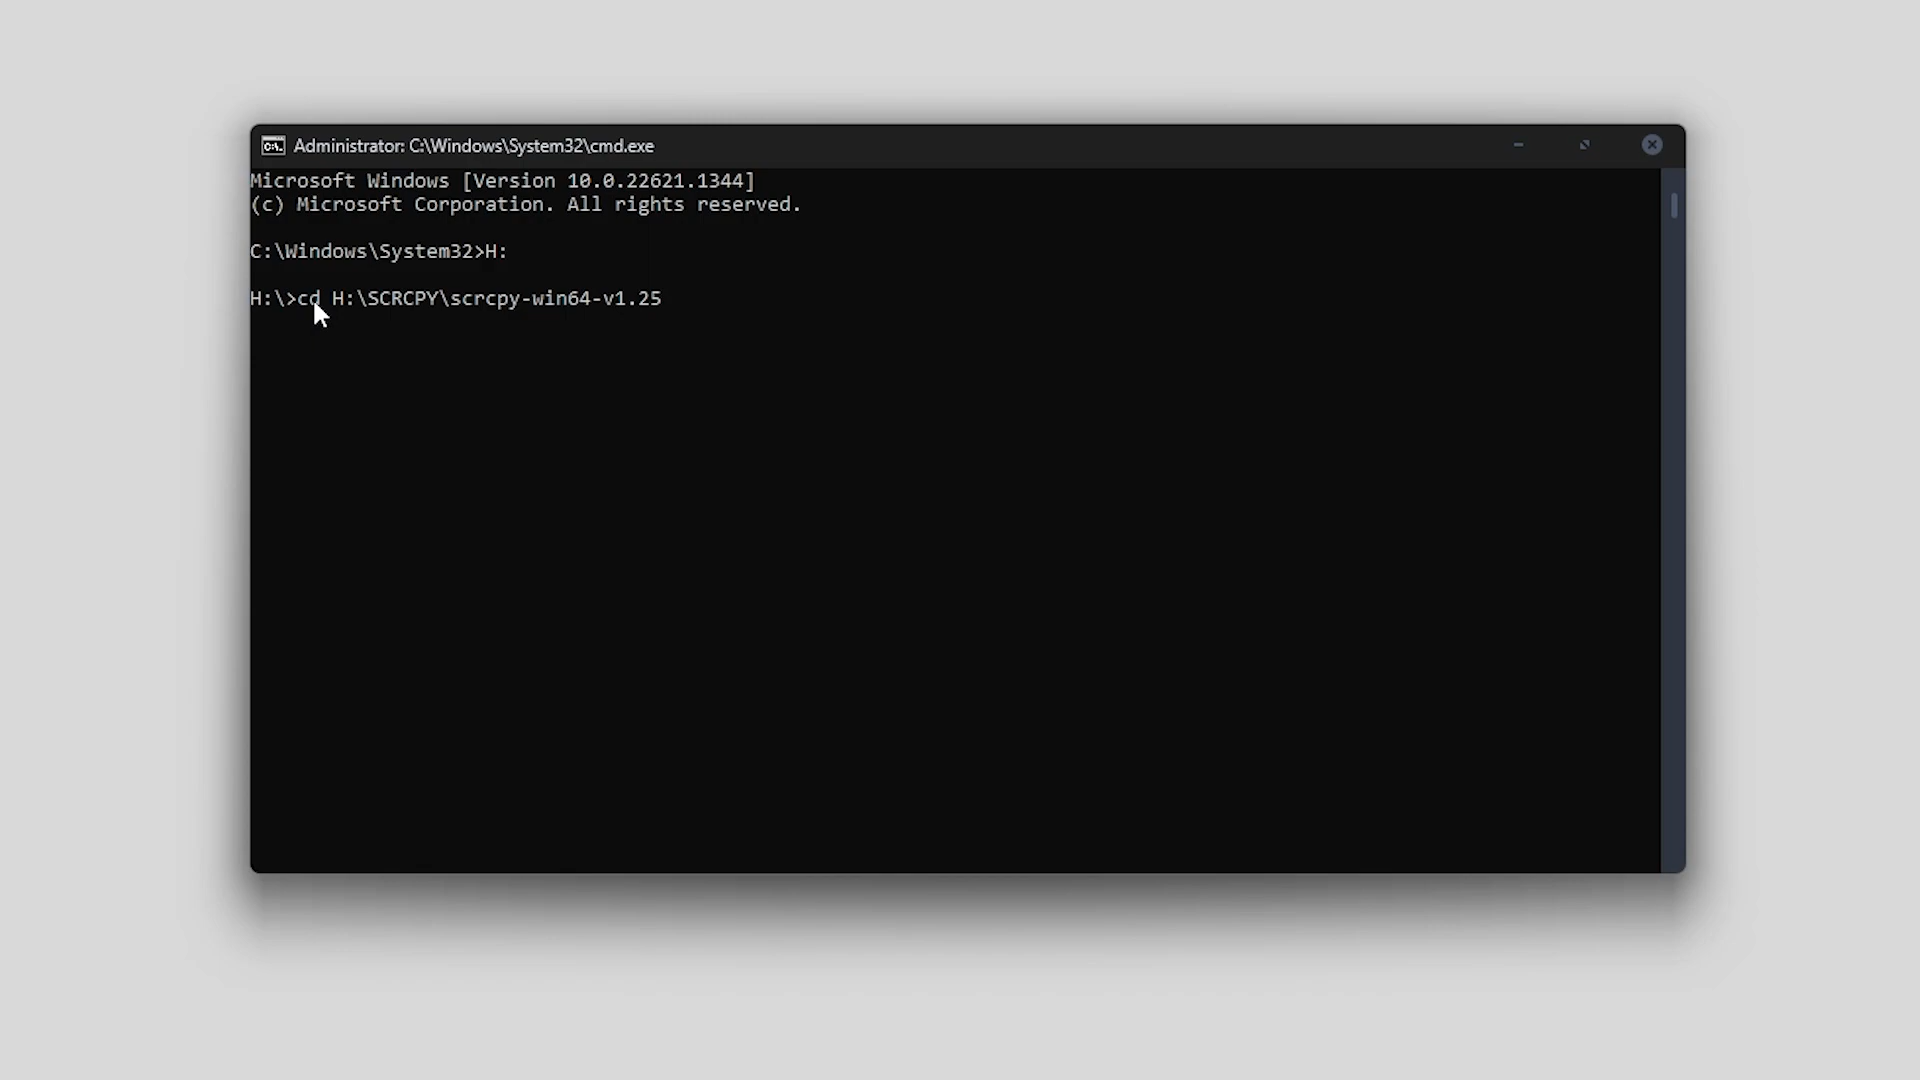 Administrator: C:\Windows\System32\cmd.exe
Microsoft Windows [Version 10.0.22621.1344]
(c) Microsoft Corporation. All rights reserved.
C:\Windows\System32>H:
H:\>cd H:\SCRCPY\scrcpy-win64-v1.25